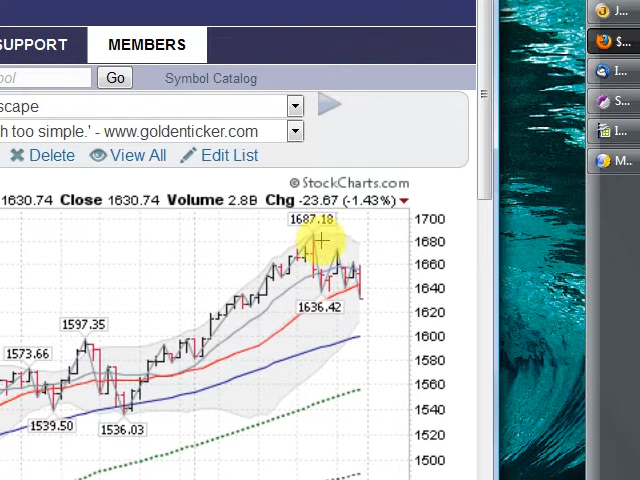 SUPPORT MEMBERS
bol Go Symbol Catalog
scape
h too simple.' - www.goldenticker.com
Delete View All Edit List
© StockCharts.com
1630.74 Close 1630.74 Volume 2.8B Chg -23.67 (-1.43%)
1687.18
1636.42
1597.35
1573.66
1539.50
1536.03
1700
1680
1660
1640
1620
1600
1580
1560
1540
1520
1500
J...
$...
I...
S...
I...
M...